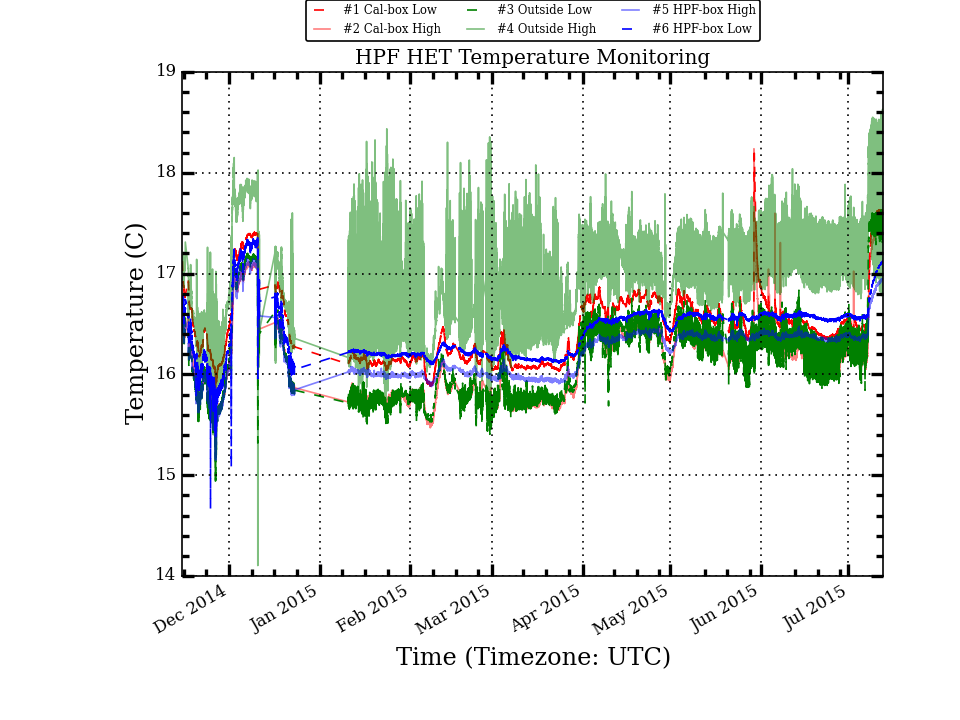 #1 Cal-box Low #3 Outside Low #5 HPF-box High
#2 Cal-box High #4 Outside High #6 HPF-box Low
HPF HET Temperature Monitoring
19
18
17
16
15
14
Temperature (C)
Dec 2014 Jan 2015 Feb 2015 Mar 2015 Apr 2015 May 2015 Jun 2015 Jul 2015
Time (Timezone: UTC)